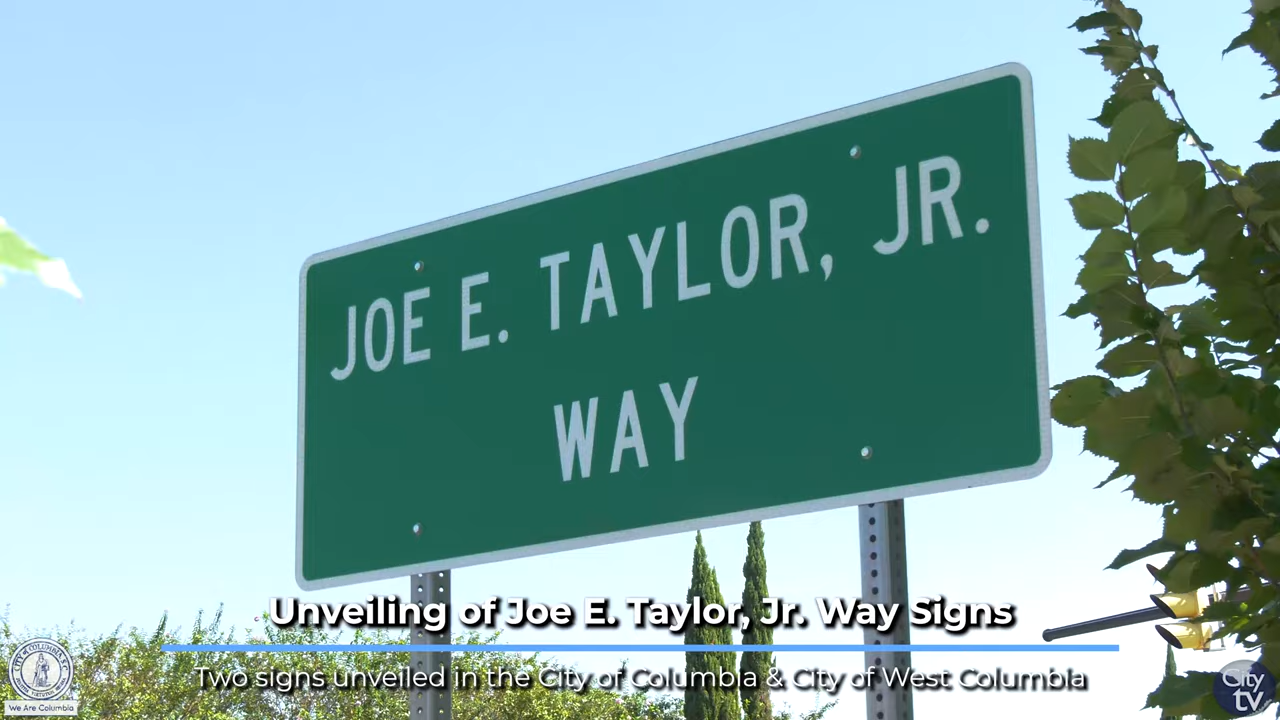 JOE E. TAYLOR, JR.
WAY
Unveiling of Joe E. Taylor, Jr. Way Signs
Two signs unveiled in the City of Columbia & City of West Columbia
We Are Columbia
City
tv